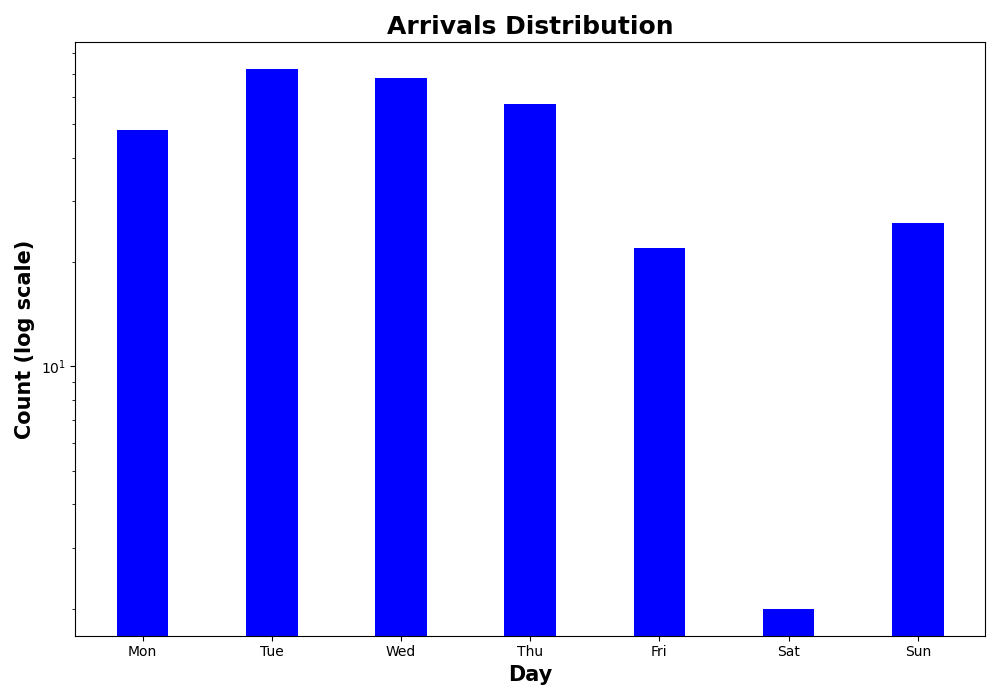 Arrivals Distribution
Count (log scale)
10¹
Mon Tue Wed Thu Fri Sat Sun
Day